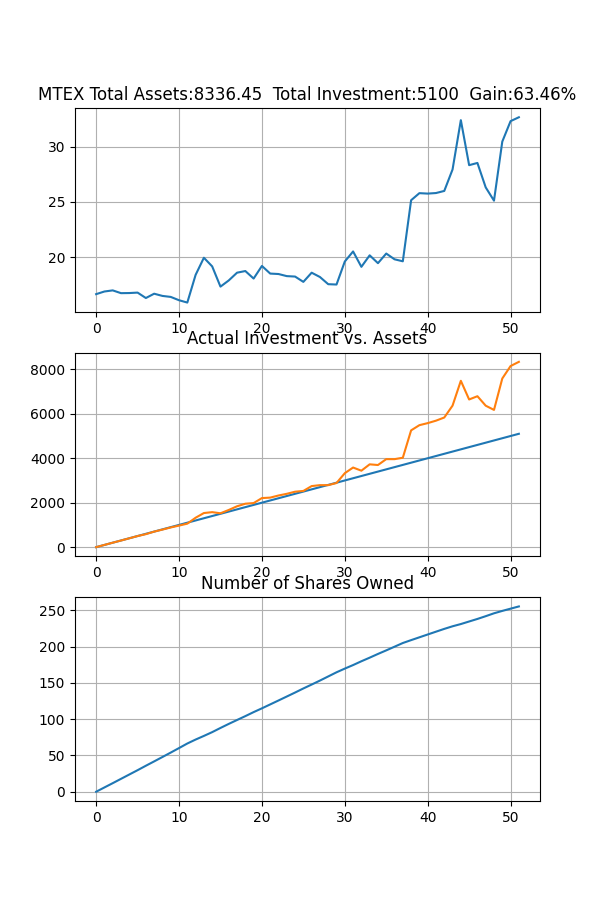 MTEX Total Assets:8336.45  Total Investment:5100  Gain:63.46%
30
25
20
0 10 20 30 40 50
Actual Investment vs. Assets
8000
6000
4000
2000
0
0 10 20 30 40 50
Number of Shares Owned
250
200
150
100
50
0
0 10 20 30 40 50